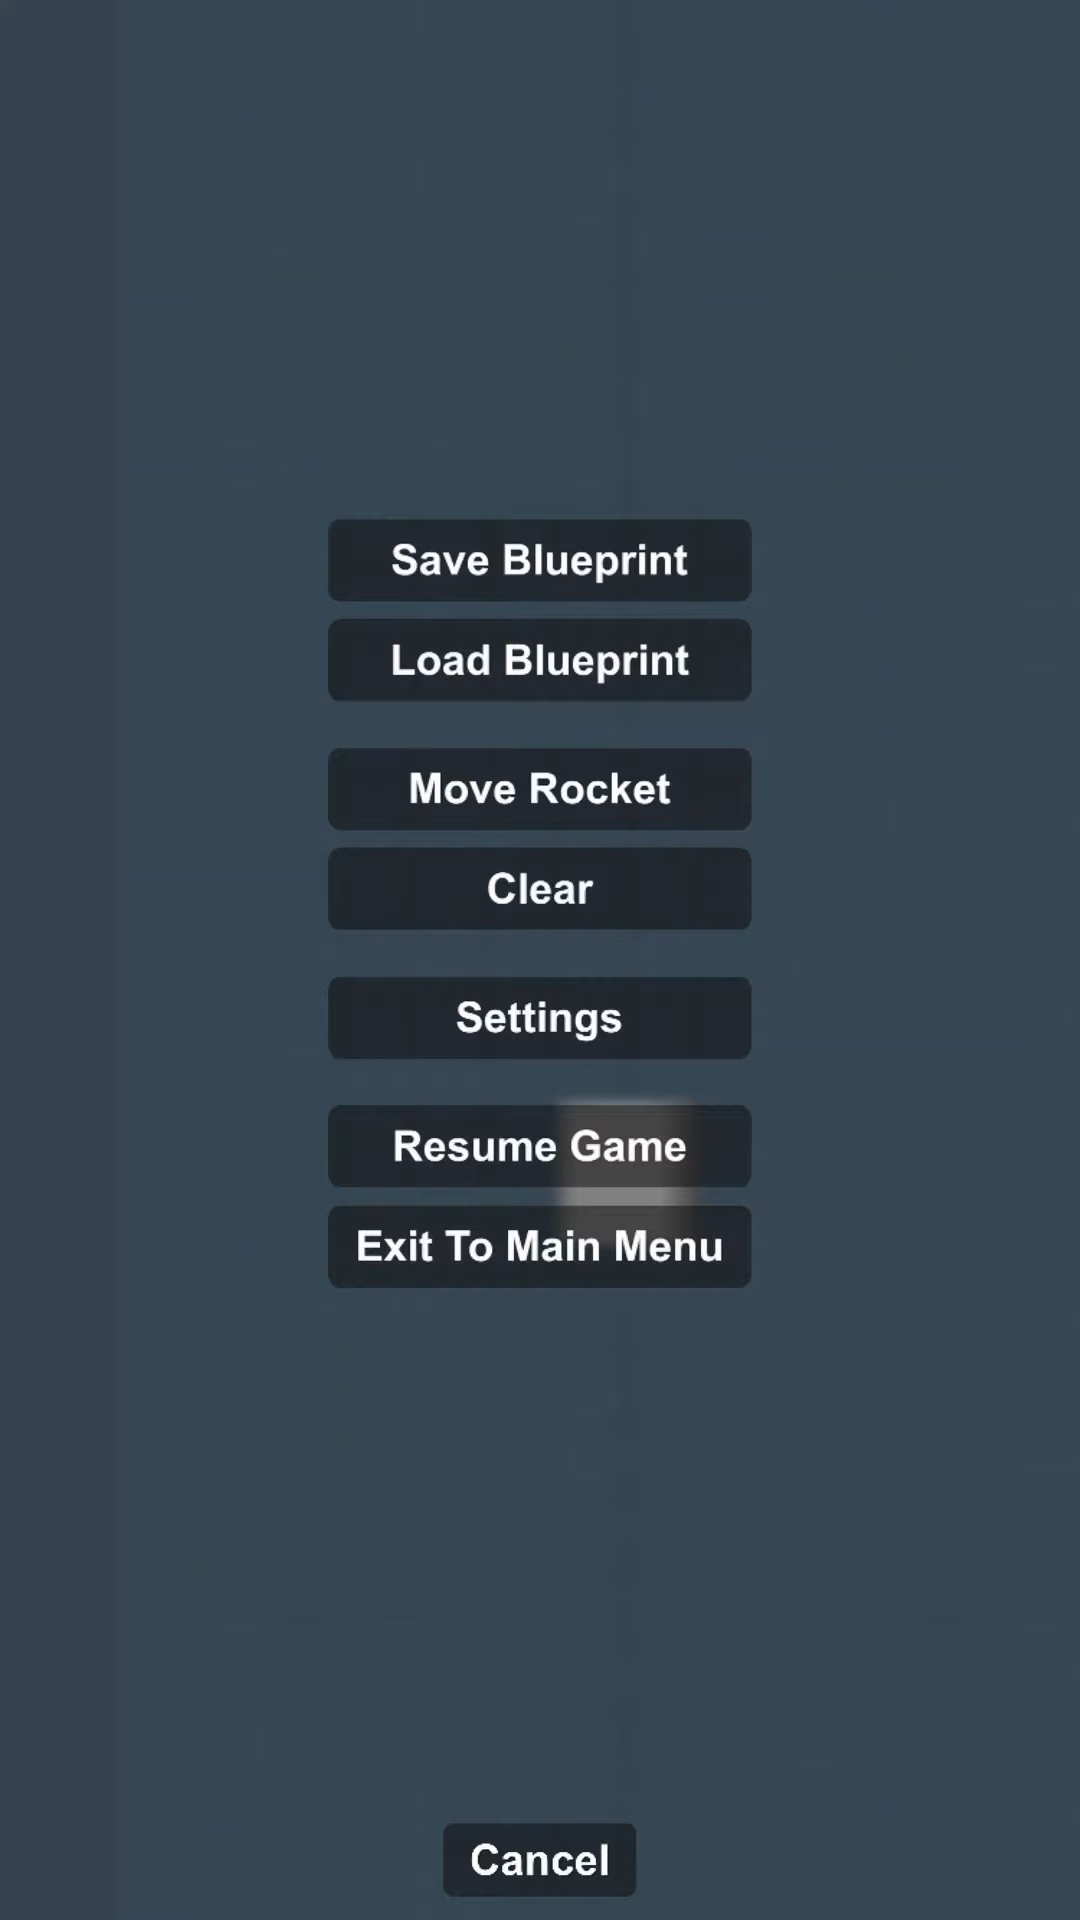 Save Blueprint
Load Blueprint
Move Rocket
Clear
Settings
Resume Game
Exit To Main Menu
Cancel